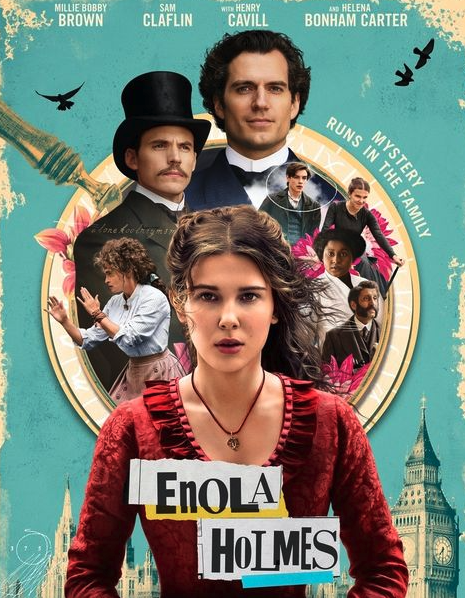 MILLIE BOBBY
BROWN
SAM
CLAFLIN
WITH HENRY
CAVILL
AND HELENA
BONHAM CARTER
MYSTERY
RUNS IN THE FAMILY
ENOLA
HOLMES